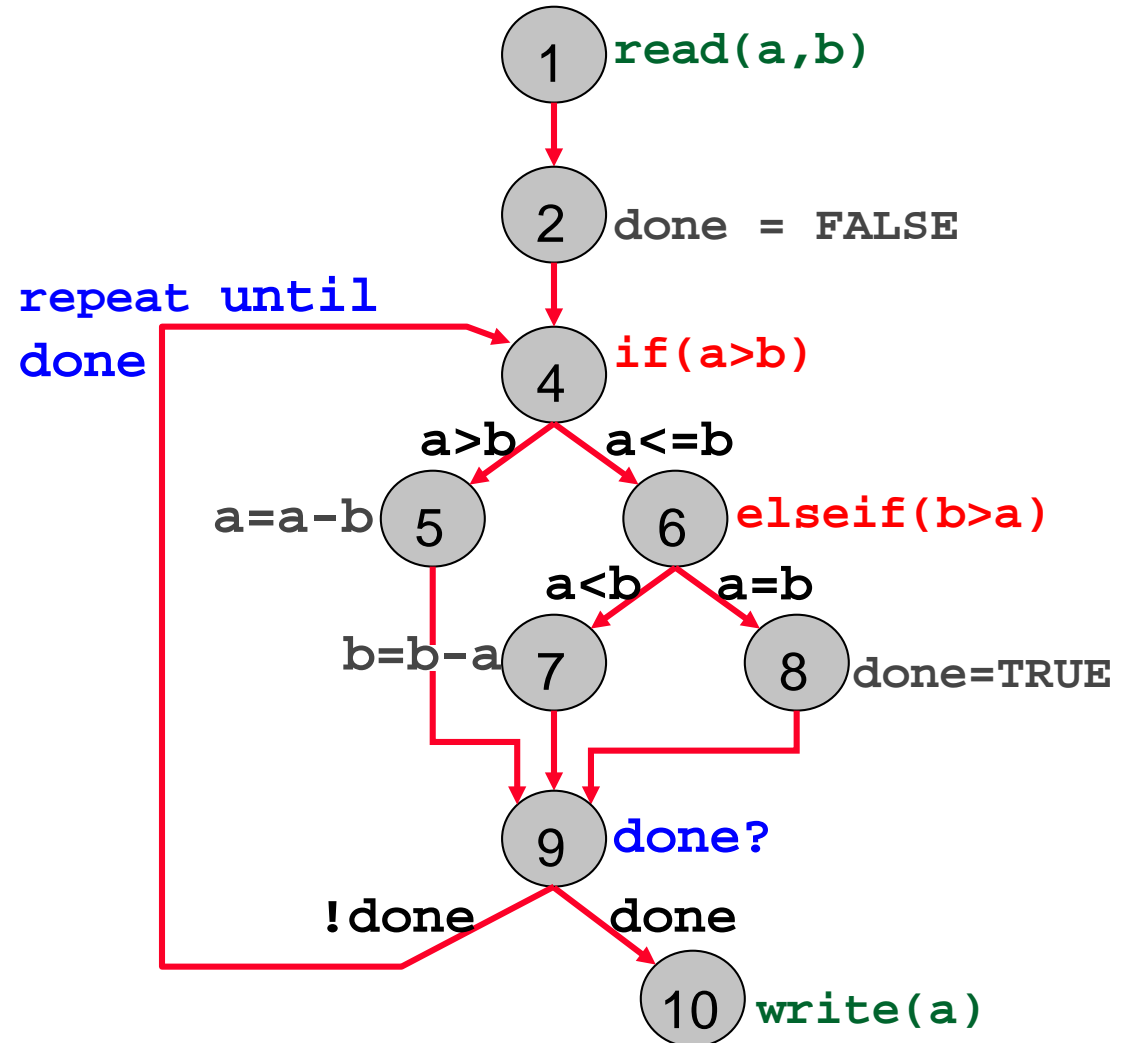 1 read(a,b)
2 done = FALSE
repeat until
done
4 if(a>b)
a>b a<=b
a=a-b 5 6 elseif(b>a)
a<b a=b
b=b-a 7 8 done=TRUE
9 done?
!done done
10 write(a)